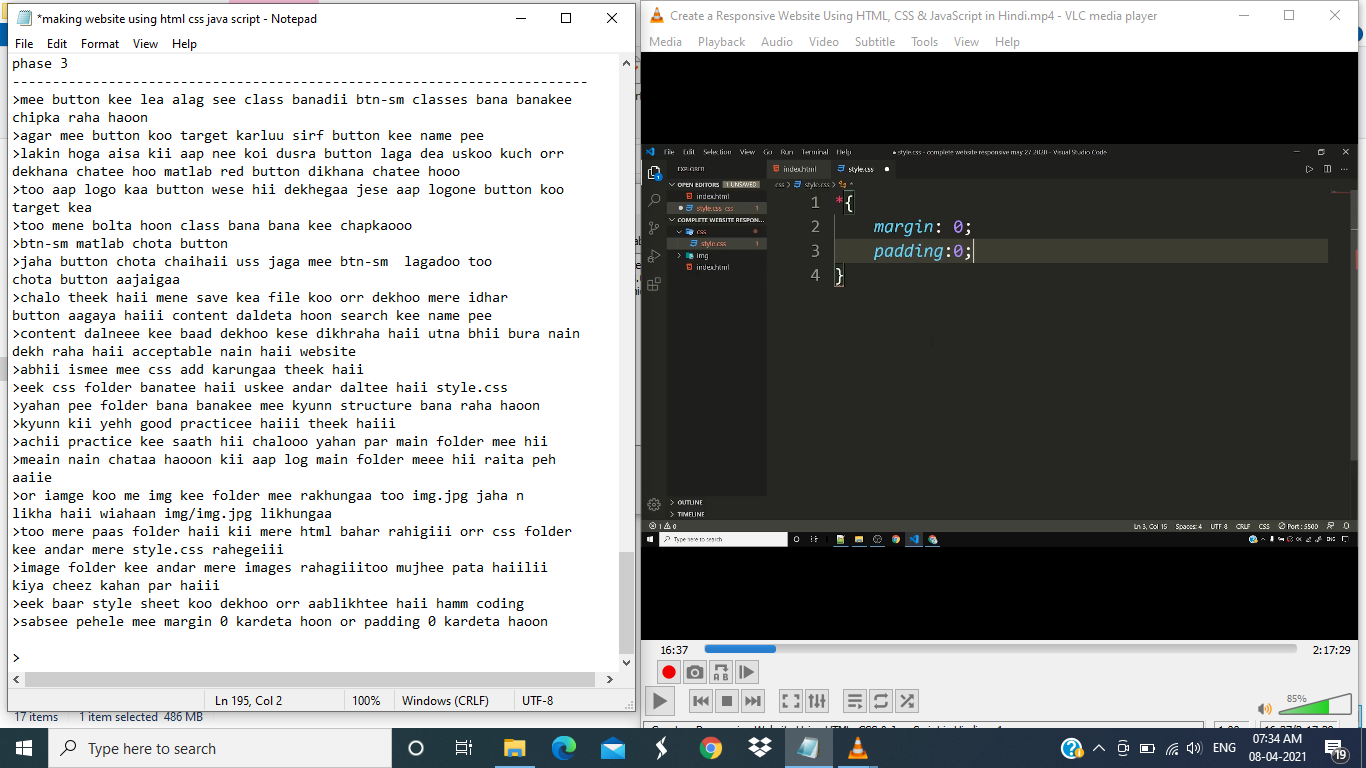 *making website using html css java script - Notepad
File Edit Format View Help
phase 3
------------------------------------------------------------------------
>mee button kee lea alag see class banadii btn-sm classes bana banakee
chipka raha haoon
>agar mee button koo target karluu sirf button kee name pee
>lakin hoga aisa kii aap nee koi dusra button laga dea uskoo kuch orr
dekhana chatee hoo matlab red button dikhana chatee hooo
>too aap logo kaa button wese hii dekhegaa jese aap logone button koo
target kea
>too mene bolta hoon class bana bana kee chapkaooo
>btn-sm matlab chota button
>jaha button chota chaihaii uss jaga mee btn-sm  lagadoo too
chota button aajaigaa
>chalo theek haii mene save kea file koo orr dekhoo mere idhar
button aagaya haiii content daldeta hoon search kee name pee
>content dalneee kee baad dekhoo kese dikhraha haii utna bhii bura nain
dekh raha haii acceptable nain haii website
>abhii ismee mee css add karungaa theek haii
>eek css folder banatee haii uskee andar daltee haii style.css
>yahan pee folder bana banakee mee kyunn structure bana raha haoon
>kyunn kii yehh good practicee haiii theek haiii
>achii practice kee saath hii chalooo yahan par main folder mee hii
>meain nain chataa haooon kii aap log main folder meee hii raita peh
aaiie
>or iamge koo me img kee folder mee rakhungaa too img.jpg jaha n
likha haii wiahaan img/img.jpg likhungaa
>too mere paas folder haii kii mere html bahar rahigiii orr css folder
kee andar mere style.css rahegeiii
>image folder kee andar mere images rahagiiitoo mujhee pata haiilii
kiya cheez kahan par haiii
>eek baar style sheet koo dekhoo orr aablikhtee haii hamm coding
>sabsee pehele mee margin 0 kardeta hoon or padding 0 kardeta haoon
>
Ln 195, Col 2 100% Windows (CRLF) UTF-8
17 items 1 item selected 486 MB
Create a Responsive Website Using HTML, CSS & JavaScript in Hindi.mp4 - VLC media player
Media Playback Audio Video Subtitle Tools View Help
File Edit Selection View Go Run Terminal Help ● style.css - complete website responsive may 27 2020 - Visual Studio Code
EXPLORER
index.html style.css ●
OPEN EDITORS 1 UNSAVED
css > style.css >
index.html
● style.css css 1
COMPLETE WEBSITE RESPON...
css
style.css 1
img
index.html
1 *{
2 margin: 0;
3 padding:0;
4 }
OUTLINE
TIMELINE
1 0 Ln 3, Col 15 Spaces: 4 UTF-8 CRLF CSS Port : 5500
Type here to search ENG
16:37 2:17:29
A B
85%
Type here to search
ENG 07:34 AM
08-04-2021
19